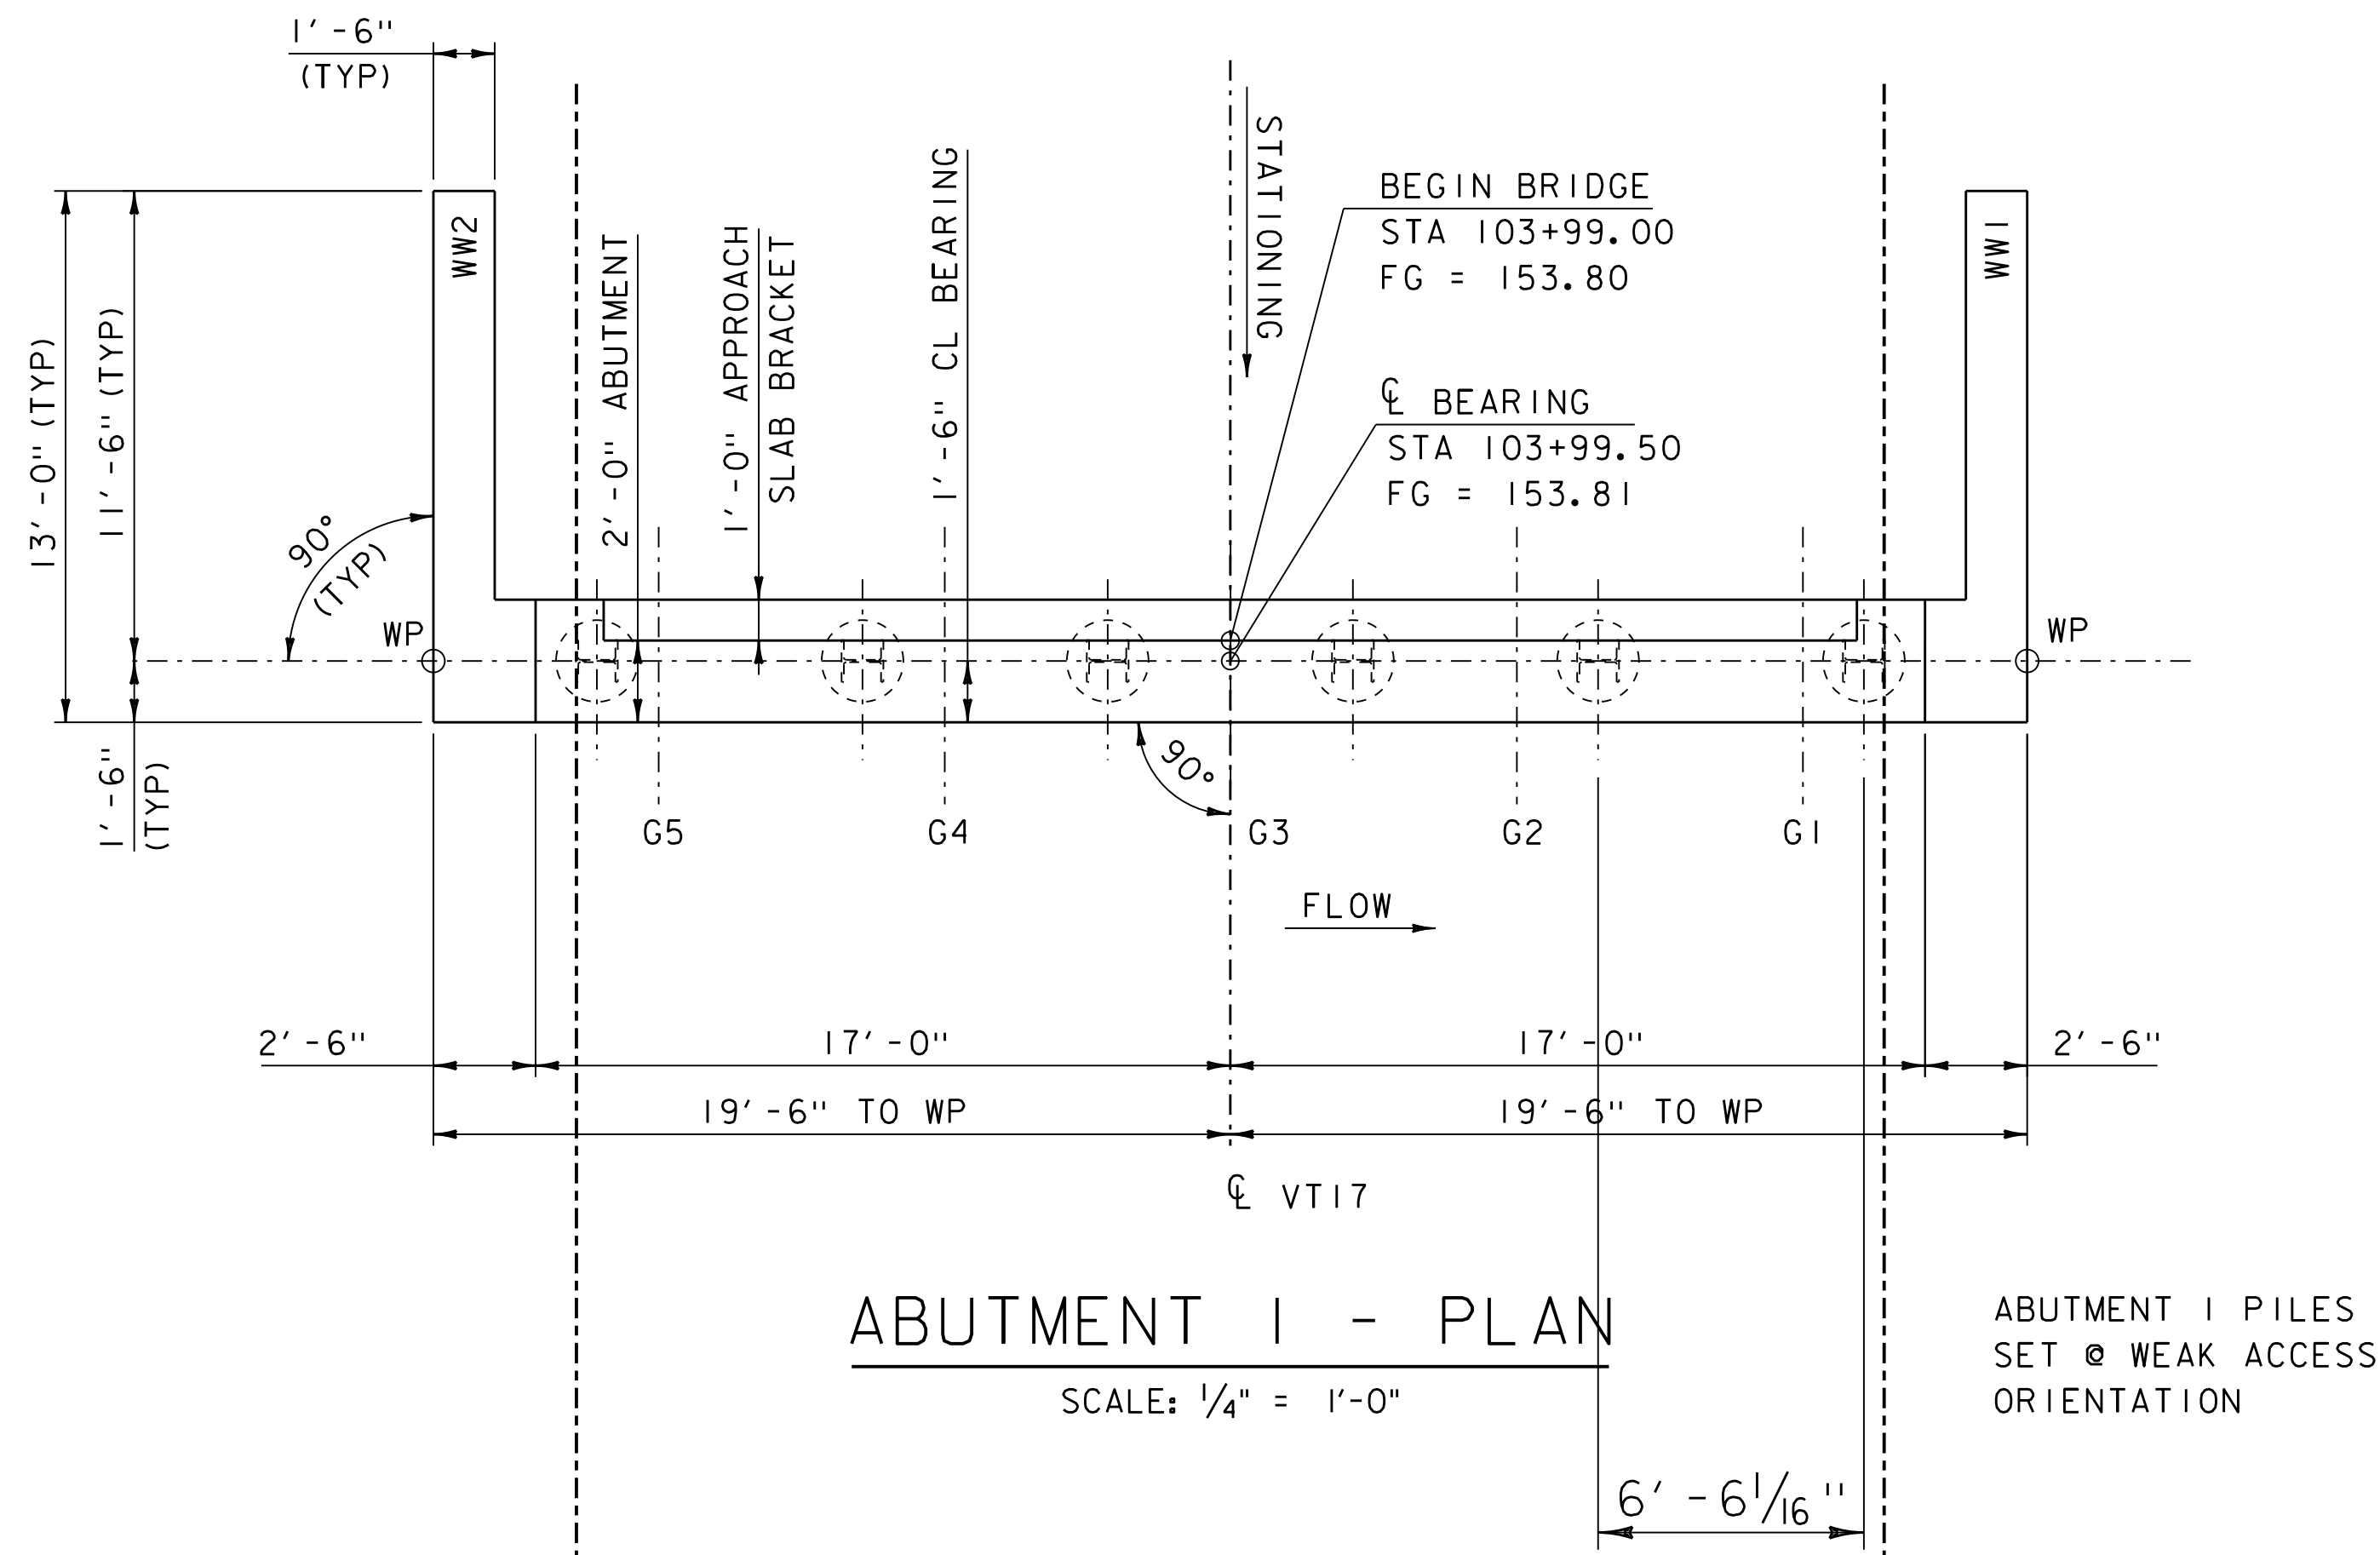 1'-6"
(TYP)
13'-0" (TYP)
11'-6" (TYP)
1'-6"
(TYP)
90°
(TYP)
WP
WW2
2'-0" ABUTMENT
1'-0" APPROACH
SLAB BRACKET
1'-6" CL BEARING
STATIONING
BEGIN BRIDGE
STA 103+99.00
FG = 153.80
℄ BEARING
STA 103+99.50
FG = 153.81
WW1
WP
90°
G5
G4
G3
G2
G1
FLOW
2'-6"
17'-0"
17'-0"
2'-6"
19'-6" TO WP
19'-6" TO WP
℄ VT17
ABUTMENT 1 - PLAN
SCALE: 1/4" = 1'-0"
ABUTMENT 1 PILES
SET @ WEAK ACCESS
ORIENTATION
6'-6 1/16"